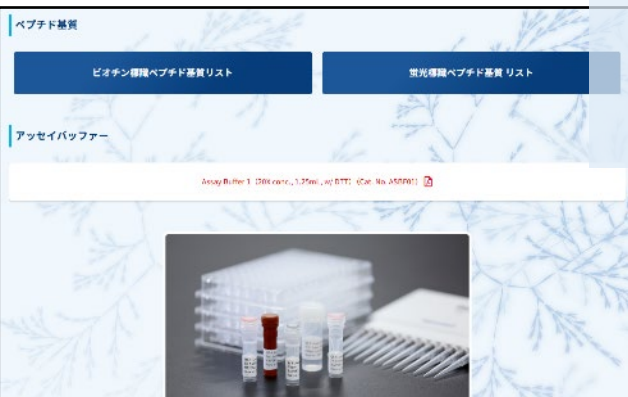 ペプチド基質
ビオチン標識ペプチド基質リスト
蛍光標識ペプチド基質 リスト
アッセイバッファー
Assay Buffer 1 (20X conc., 1.25mL, w/ DTT) (Cat. No. ASBF01)